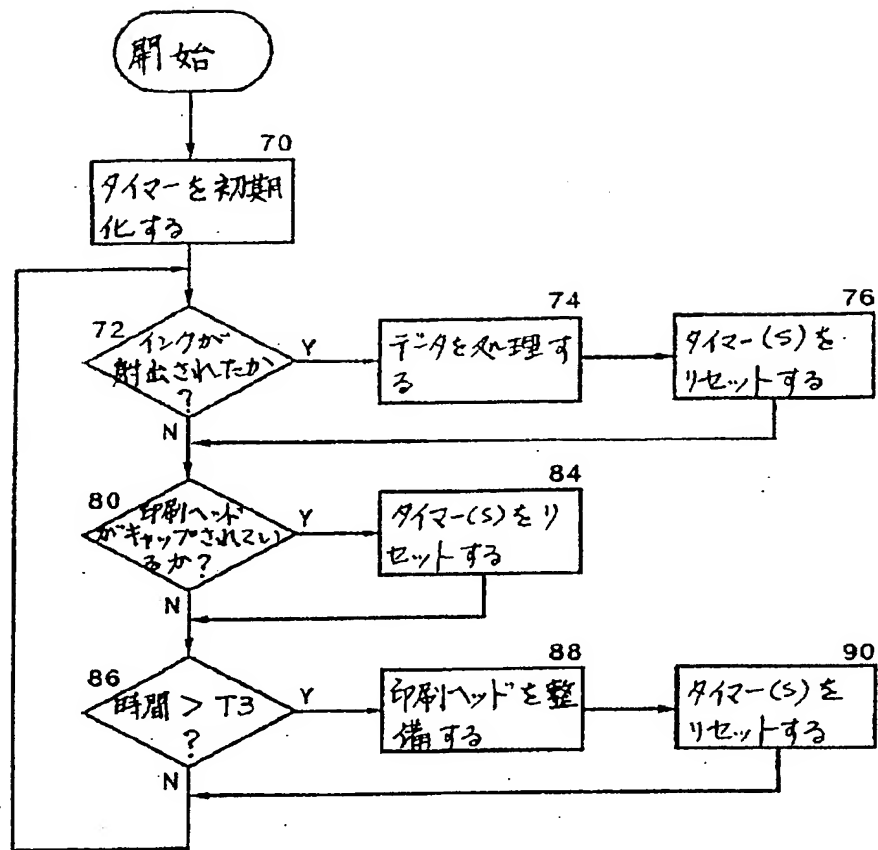 開始
70
タイマーを初期
化する
72
インクが
射出されたか
?
Y
N
74
データを処理す
る
76
タイマー(S)を
リセットする
80
印刷ヘッド
がキャップされてい
るか?
Y
N
84
タイマー(S)をリ
セットする
86
時間 > T3
?
Y
N
88
印刷ヘッドを整
備する
90
タイマー(S)を
リセットする